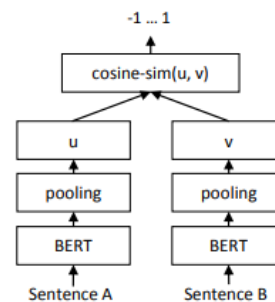 -1 ... 1
cosine-sim(u, v)
u v
pooling pooling
BERT BERT
Sentence A Sentence B